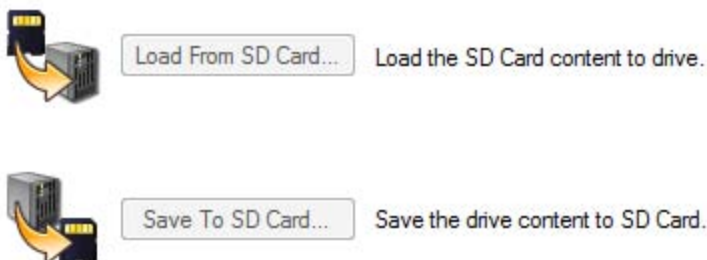 Load From SD Card... Load the SD Card content to drive.
Save To SD Card... Save the drive content to SD Card.